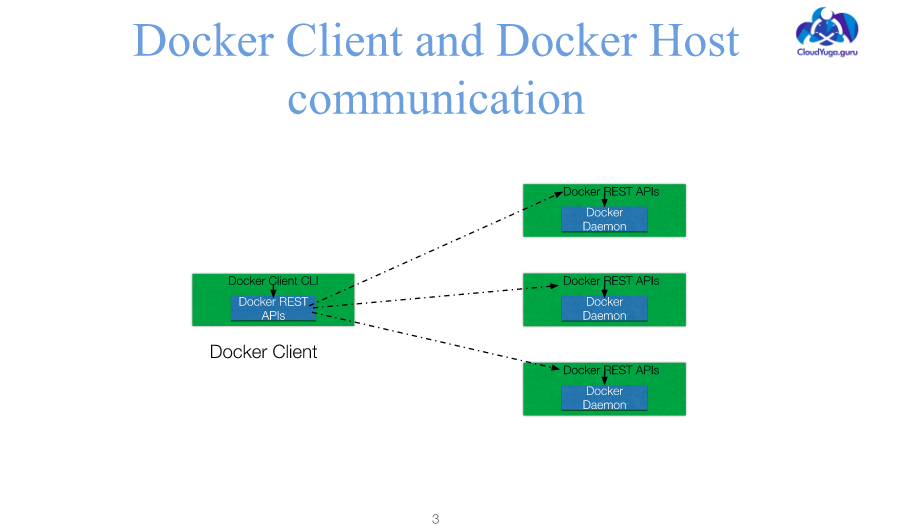 Docker Client and Docker Host
communication
CloudYuga.guru
Docker REST APIs
Docker
Daemon
Docker Client CLI
Docker REST
APIs
Docker Client
Docker REST APIs
Docker
Daemon
Docker REST APIs
Docker
Daemon
3